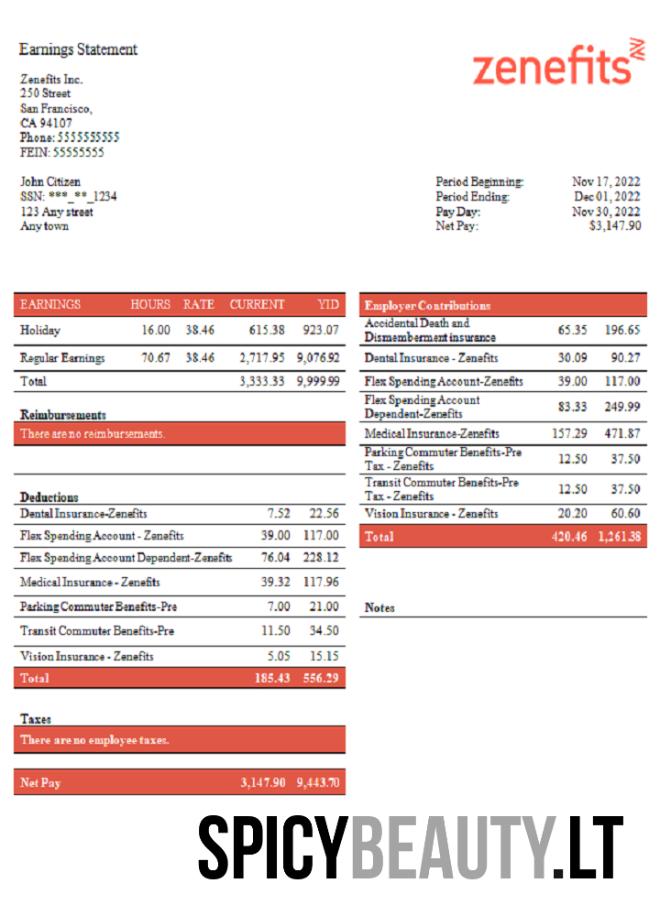 Earnings Statement
zenefits
Zenefits Inc.
250 Street
San Francisco,
CA 94107
Phone: 5555555555
FEIN: 55555555
John Citizen
SSN: ***_**_1234
123 Any street
Any town
Period Beginning: Nov 17, 2022
Period Ending: Dec 01, 2022
Pay Day: Nov 30, 2022
Net Pay: $3,147.90
EARNINGS HOURS RATE CURRENT YTD
Holiday 16.00 38.46 615.38 923.07
Regular Earnings 70.67 38.46 2,717.95 9,076.92
Total 3,333.33 9,999.99
Reimbursements
There are no reimbursements.
Deductions
Dental Insurance-Zenefits 7.52 22.56
Flex Spending Account - Zenefits 39.00 117.00
Flex Spending Account Dependent-Zenefits 76.04 228.12
Medical Insurance - Zenefits 39.32 117.96
Parking Commuter Benefits-Pre 7.00 21.00
Transit Commuter Benefits-Pre 11.50 34.50
Vision Insurance - Zenefits 5.05 15.15
Total 185.43 556.29
Taxes
There are no employee taxes.
Net Pay 3,147.90 9,443.70
Employer Contributions
Accidental Death and
Dismemberment insurance 65.35 196.65
Dental Insurance - Zenefits 30.09 90.27
Flex Spending Account-Zenefits 39.00 117.00
Flex Spending Account
Dependent-Zenefits 83.33 249.99
Medical Insurance-Zenefits 157.29 471.87
Parking Commuter Benefits-Pre
Tax - Zenefits 12.50 37.50
Transit Commuter Benefits-Pre
Tax - Zenefits 12.50 37.50
Vision Insurance - Zenefits 20.20 60.60
Total 420.46 1,261.38
Notes
SPICYBEAUTY.LT